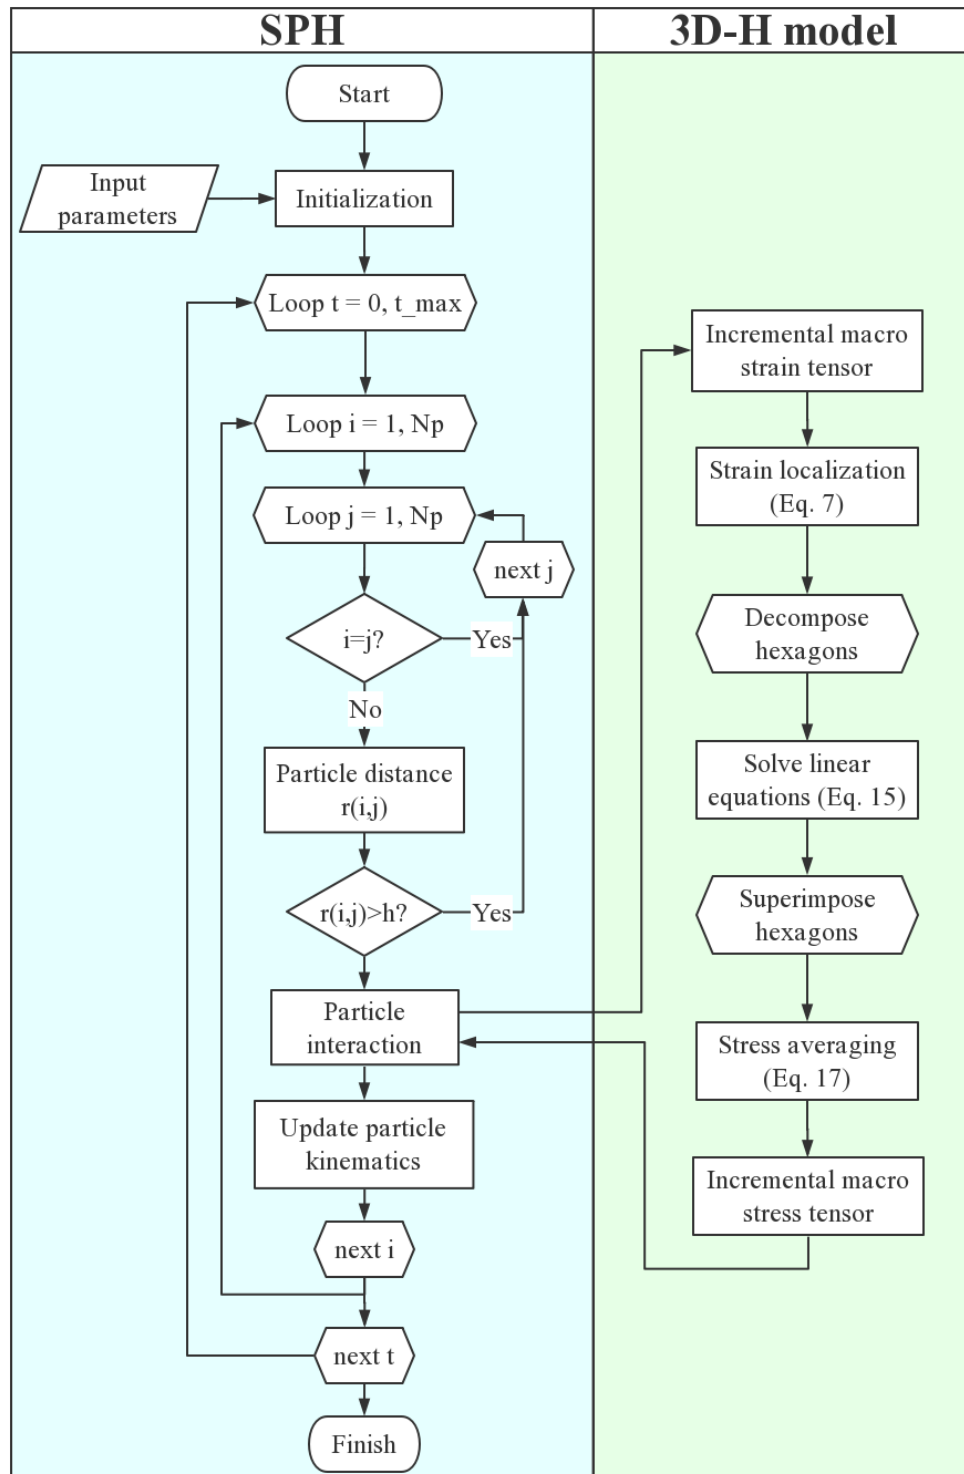 SPH
3D-H model
Start
Input
parameters
Initialization
Loop t = 0, t_max
Loop i = 1, Np
Loop j = 1, Np
next j
i=j?
Yes
No
Particle distance
r(i,j)
r(i,j)>h?
Yes
Particle
interaction
Update particle
kinematics
next i
next t
Finish
Incremental macro
strain tensor
Strain localization
(Eq. 7)
Decompose
hexagons
Solve linear
equations (Eq. 15)
Superimpose
hexagons
Stress averaging
(Eq. 17)
Incremental macro
stress tensor